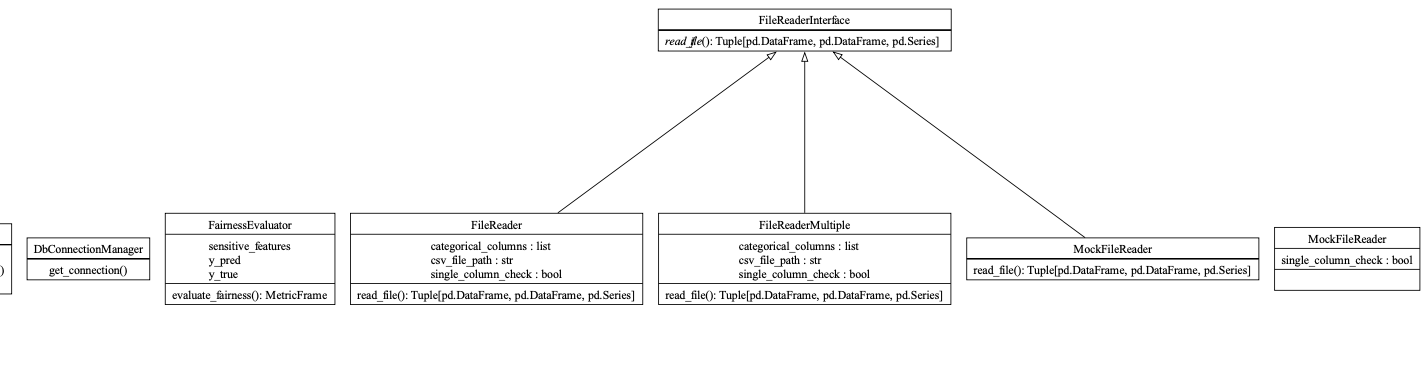 FileReaderInterface
read_file(): Tuple[pd.DataFrame, pd.DataFrame, pd.Series]
)
DbConnectionManager
get_connection()
FairnessEvaluator
sensitive_features
y_pred
y_true
evaluate_fairness(): MetricFrame
FileReader
categorical_columns : list
csv_file_path : str
single_column_check : bool
read_file(): Tuple[pd.DataFrame, pd.DataFrame, pd.Series]
FileReaderMultiple
categorical_columns : list
csv_file_path : str
single_column_check : bool
read_file(): Tuple[pd.DataFrame, pd.DataFrame, pd.Series]
MockFileReader
read_file(): Tuple[pd.DataFrame, pd.DataFrame, pd.Series]
MockFileReader
single_column_check : bool